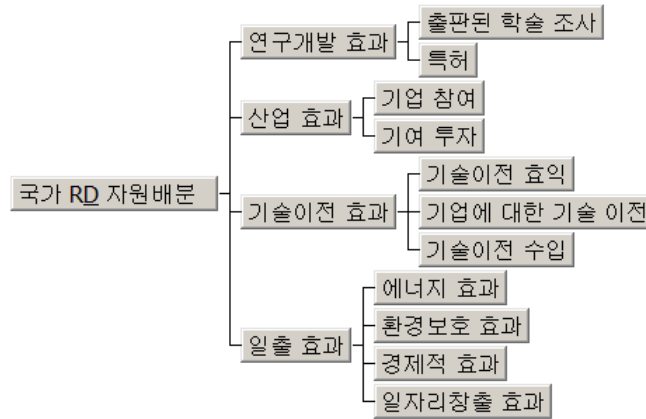 국가 RD 자원배분
연구개발 효과
출판된 학술 조사
특허
산업 효과
기업 참여
기여 투자
기술이전 효과
기술이전 효익
기업에 대한 기술 이전
기술이전 수입
일출 효과
에너지 효과
환경보호 효과
경제적 효과
일자리창출 효과